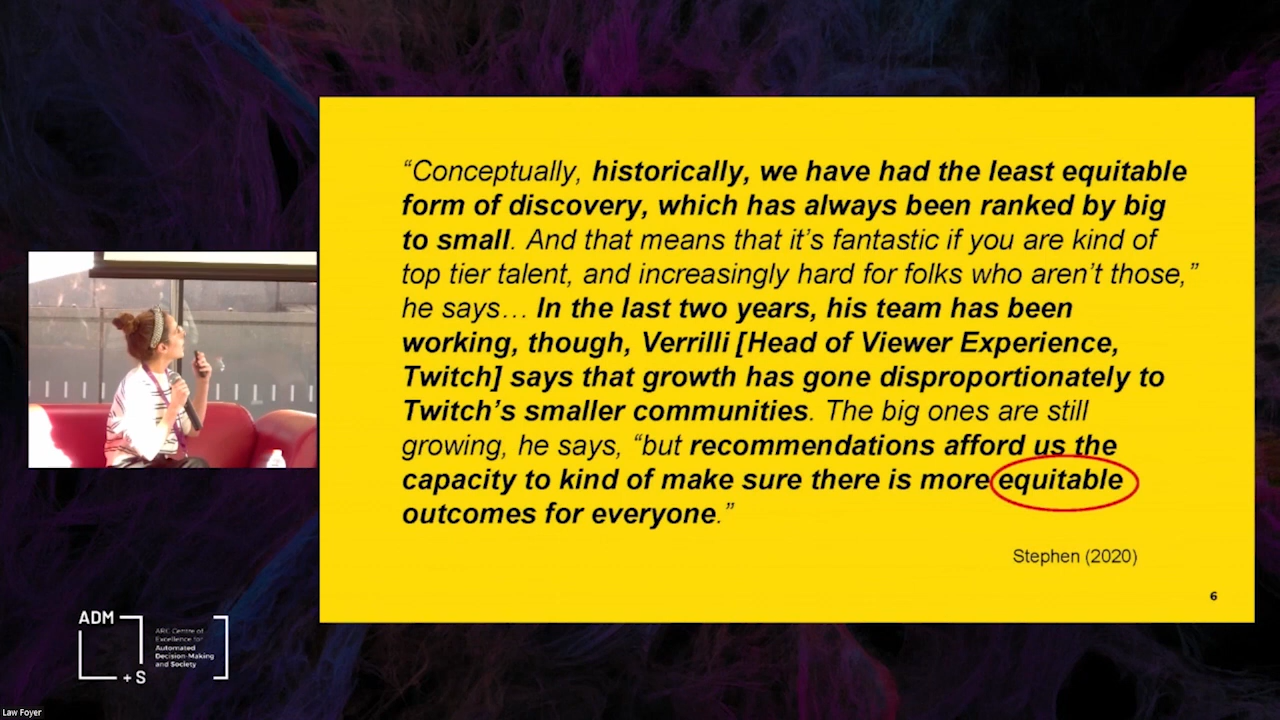 “Conceptually, historically, we have had the least equitable
form of discovery, which has always been ranked by big
to small. And that means that it’s fantastic if you are kind of
top tier talent, and increasingly hard for folks who aren’t those,”
he says… In the last two years, his team has been
working, though, Verrilli [Head of Viewer Experience,
Twitch] says that growth has gone disproportionately to
Twitch’s smaller communities. The big ones are still
growing, he says, “but recommendations afford us the
capacity to kind of make sure there is more equitable
outcomes for everyone.”
Stephen (2020)
6
ADM
+ S
ARC Centre of
Excellence for
Automated
Decision-Making
and Society
Law Foyer